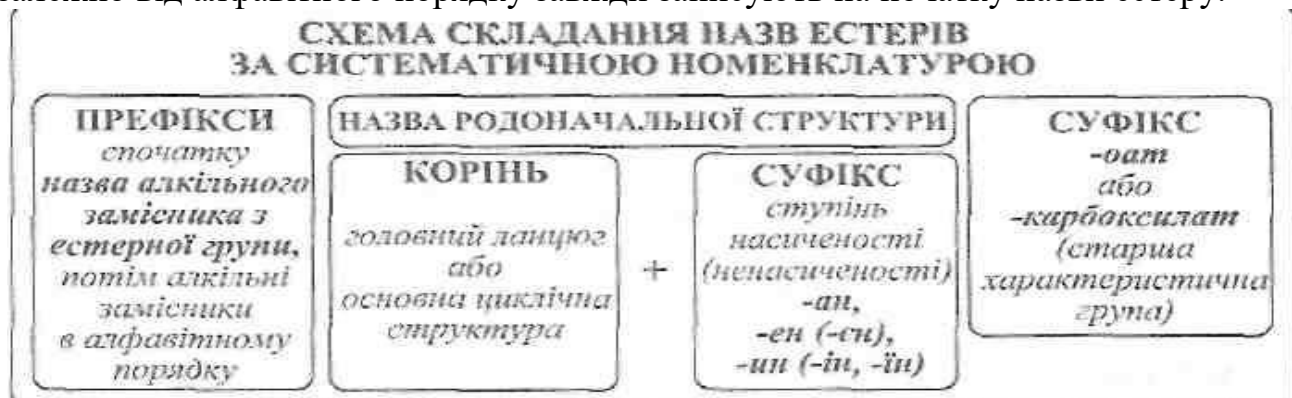 СХЕМА СКЛАДАННЯ НАЗВ ЕСТЕРІВ
ЗА СИСТЕМАТИЧНОЮ НОМЕНКЛАТУРОЮ
ПРЕФІКСИ
спочатку
назва алкільного
замісника з
естерної групи,
потім алкільні
замісники
в алфавітному
порядку
НАЗВА РОДОНАЧАЛЬНОЇ СТРУКТУРИ
КОРІНЬ
головний ланцюг
або
основна циклічна
структура
+
СУФІКС
ступінь
насиченості
(ненасиченості)
-ан,
-ен (-єн),
-ин (-ін, -їн)
СУФІКС
-оат
або
-карбоксилат
(старша
характеристична
група)